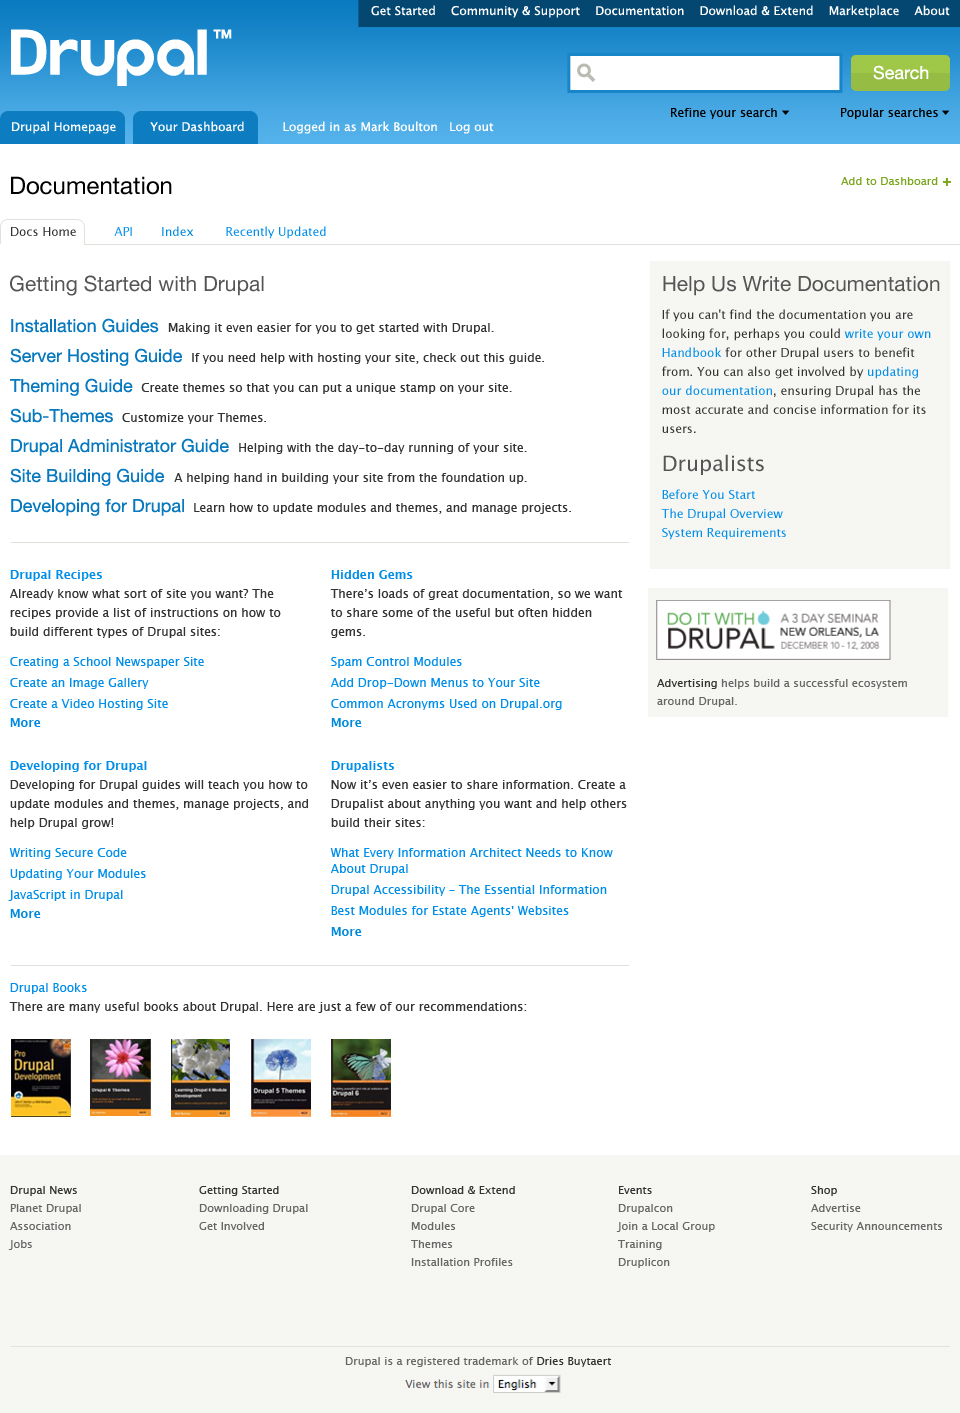 Get Started Community & Support Documentation Download & Extend Marketplace About
Drupal™
Search
Refine your search Popular searches
Drupal Homepage Your Dashboard Logged in as Mark Boulton Log out
Documentation
Add to Dashboard +
Docs Home API Index Recently Updated
Getting Started with Drupal
Installation Guides Making it even easier for you to get started with Drupal.
Server Hosting Guide If you need help with hosting your site, check out this guide.
Theming Guide Create themes so that you can put a unique stamp on your site.
Sub-Themes Customize your Themes.
Drupal Administrator Guide Helping with the day-to-day running of your site.
Site Building Guide A helping hand in building your site from the foundation up.
Developing for Drupal Learn how to update modules and themes, and manage projects.
Help Us Write Documentation
If you can't find the documentation you are
looking for, perhaps you could write your own
Handbook for other Drupal users to benefit
from. You can also get involved by updating
our documentation, ensuring Drupal has the
most accurate and concise information for its
users.
Drupalists
Before You Start
The Drupal Overview
System Requirements
DO IT WITH
DRUPAL
A 3 DAY SEMINAR
NEW ORLEANS, LA
DECEMBER 10 - 12, 2008
Advertising helps build a successful ecosystem
around Drupal.
Drupal Recipes
Already know what sort of site you want? The
recipes provide a list of instructions on how to
build different types of Drupal sites:
Creating a School Newspaper Site
Create an Image Gallery
Create a Video Hosting Site
More
Hidden Gems
There's loads of great documentation, so we want
to share some of the useful but often hidden
gems.
Spam Control Modules
Add Drop-Down Menus to Your Site
Common Acronyms Used on Drupal.org
More
Developing for Drupal
Developing for Drupal guides will teach you how to
update modules and themes, manage projects, and
help Drupal grow!
Writing Secure Code
Updating Your Modules
JavaScript in Drupal
More
Drupalists
Now it's even easier to share information. Create a
Drupalist about anything you want and help others
build their sites:
What Every Information Architect Needs to Know
About Drupal
Drupal Accessibility – The Essential Information
Best Modules for Estate Agents' Websites
More
Drupal Books
There are many useful books about Drupal. Here are just a few of our recommendations:
Pro
Drupal
Development
Drupal 6 Themes
Learning Drupal 6 Module
Development
Drupal 5 Themes
Drupal 6
Drupal News
Planet Drupal
Association
Jobs
Getting Started
Downloading Drupal
Get Involved
Download & Extend
Drupal Core
Modules
Themes
Installation Profiles
Events
Drupalcon
Join a Local Group
Training
Druplicon
Shop
Advertise
Security Announcements
Drupal is a registered trademark of Dries Buytaert
View this site in English